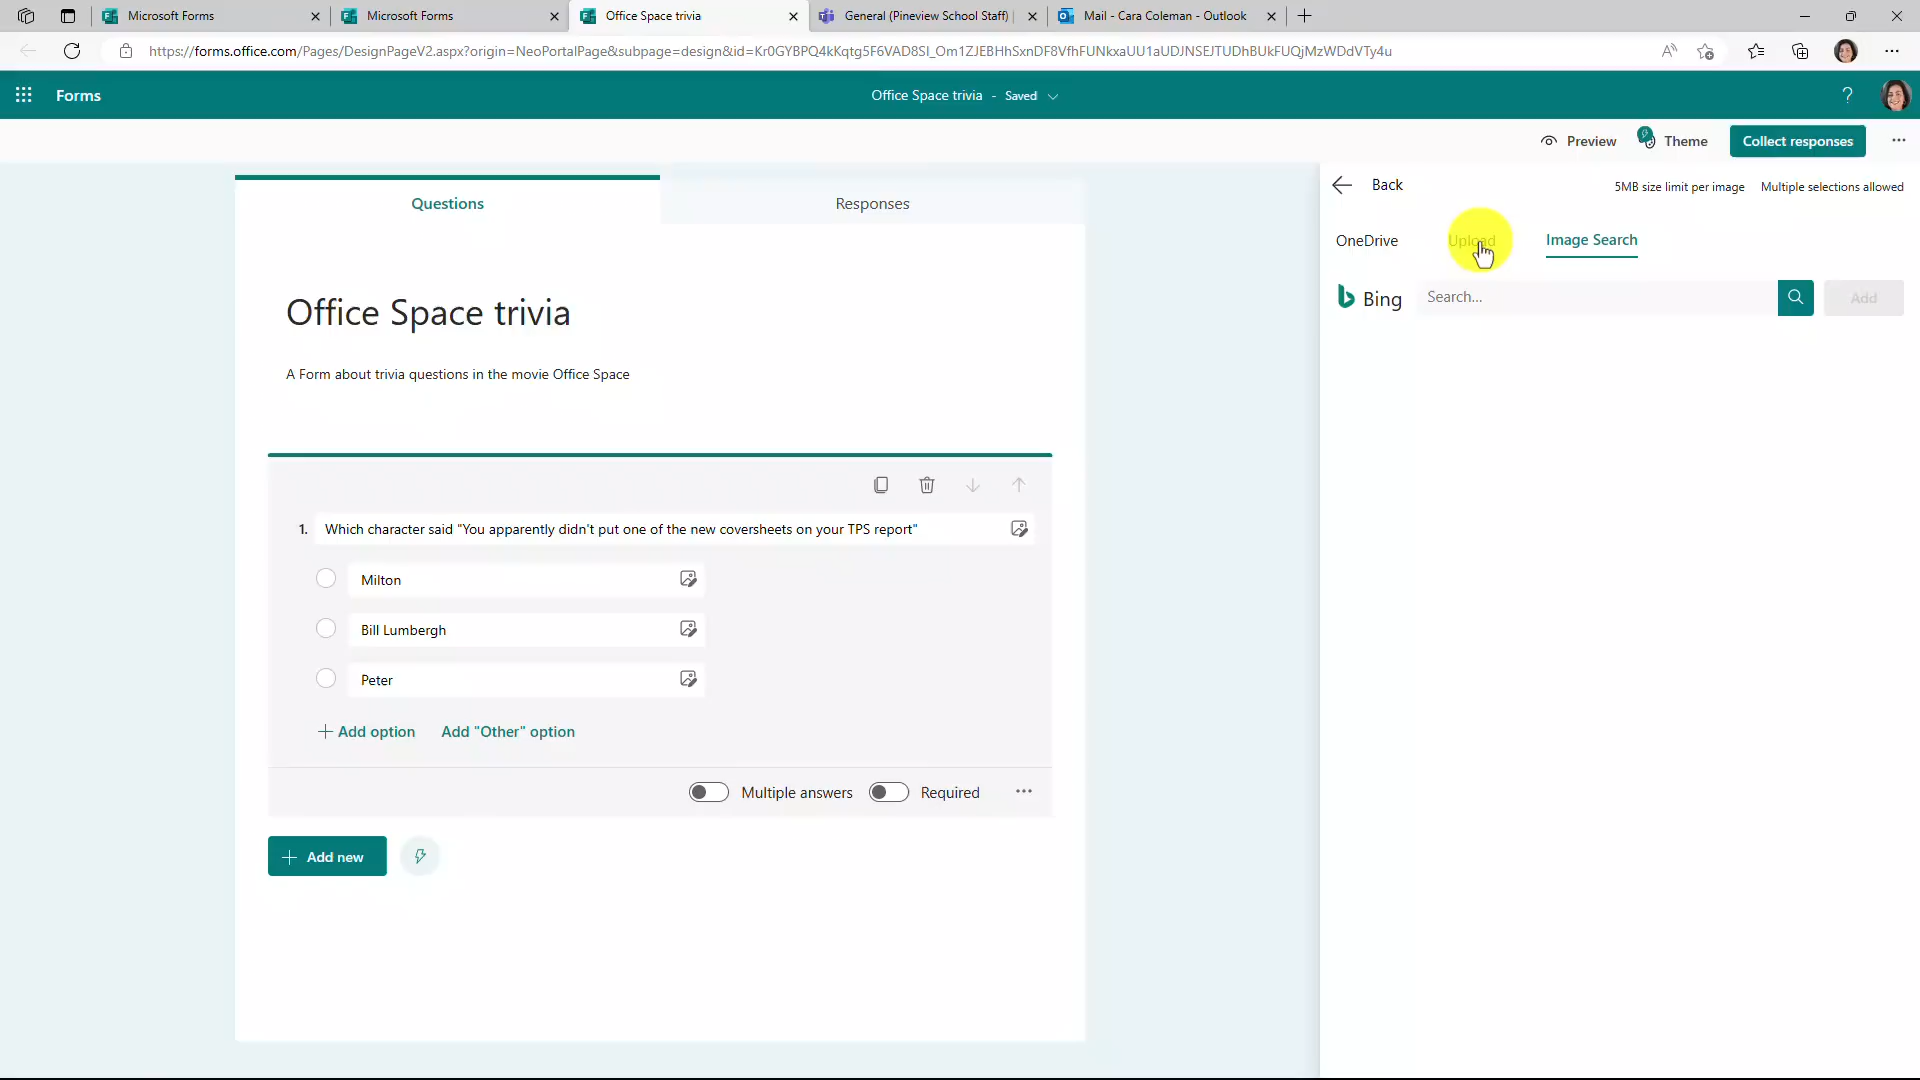 Microsoft Forms
Microsoft Forms
Office Space trivia
General (Pineview School Staff)
Mail - Cara Coleman - Outlook
https://forms.office.com/Pages/DesignPageV2.aspx?origin=NeoPortalPage&subpage=design&id=Kr0GYBPQ4kKqtg5F6VAD8SI_Om1ZJEBHhSxnDF8VfhFUNkxaUU1aUDJNSEJTUDhBUkFUQjMzWDdVTy4u
Forms
Office Space trivia - Saved
?
Preview
Theme
Collect responses
Questions
Responses
Back
5MB size limit per image
Multiple selections allowed
OneDrive
Upload
Image Search
Bing
Search...
Add
Office Space trivia
A Form about trivia questions in the movie Office Space
1. Which character said "You apparently didn't put one of the new coversheets on your TPS report"
Milton
Bill Lumbergh
Peter
Add option
Add "Other" option
Multiple answers
Required
Add new